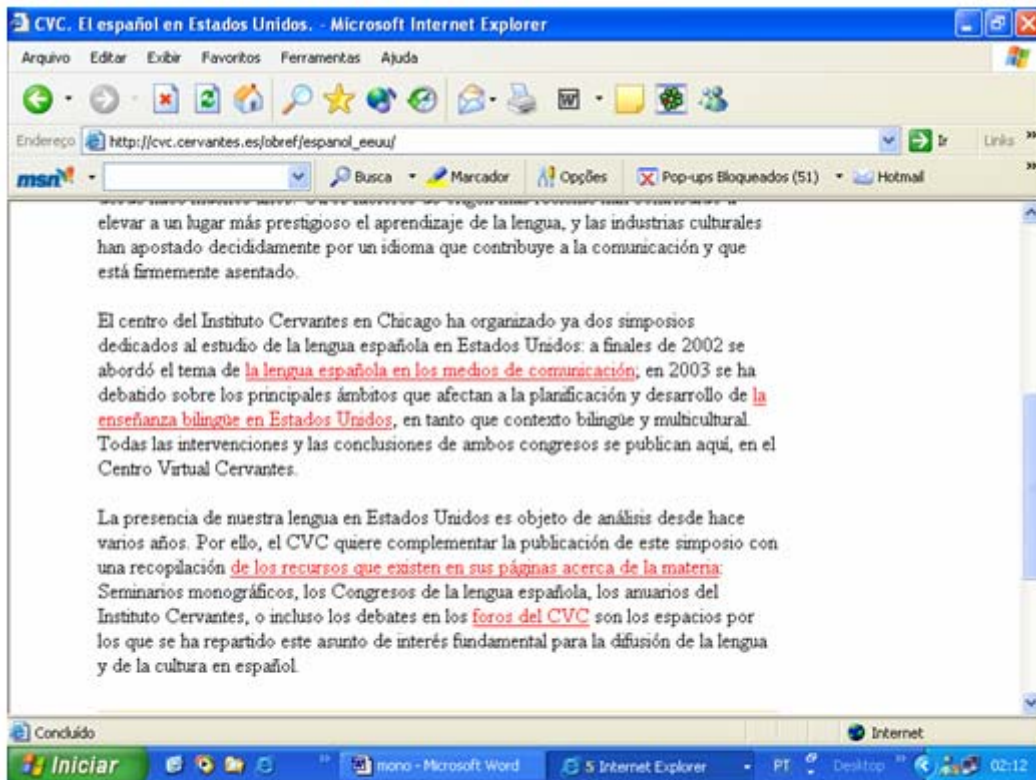 CVC. El español en Estados Unidos. - Microsoft Internet Explorer
Arquivo Editar Exibir Favoritos Ferramentas Ajuda
Endereço http://cvc.cervantes.es/obref/espanol_eeuu/ Ir Links »
msn Busca Marcador Opções Pop-ups Bloqueados (51) Hotmail »
elevar a un lugar más prestigioso el aprendizaje de la lengua, y las industrias culturales
han apostado decididamente por un idioma que contribuye a la comunicación y que
está firmemente asentado.
El centro del Instituto Cervantes en Chicago ha organizado ya dos simposios
dedicados al estudio de la lengua española en Estados Unidos: a finales de 2002 se
abordó el tema de la lengua española en los medios de comunicación; en 2003 se ha
debatido sobre los principales ámbitos que afectan a la planificación y desarrollo de la
enseñanza bilingüe en Estados Unidos, en tanto que contexto bilingüe y multicultural.
Todas las intervenciones y las conclusiones de ambos congresos se publican aquí, en el
Centro Virtual Cervantes.
La presencia de nuestra lengua en Estados Unidos es objeto de análisis desde hace
varios años. Por ello, el CVC quiere complementar la publicación de este simposio con
una recopilación de los recursos que existen en sus páginas acerca de la materia:
Seminarios monográficos, los Congresos de la lengua española, los anuarios del
Instituto Cervantes, o incluso los debates en los foros del CVC son los espacios por
los que se ha repartido este asunto de interés fundamental para la difusión de la lengua
y de la cultura en español.
Concluído Internet
Iniciar » mono - Microsoft Word 5 Internet Explorer PT Desktop » 02:12